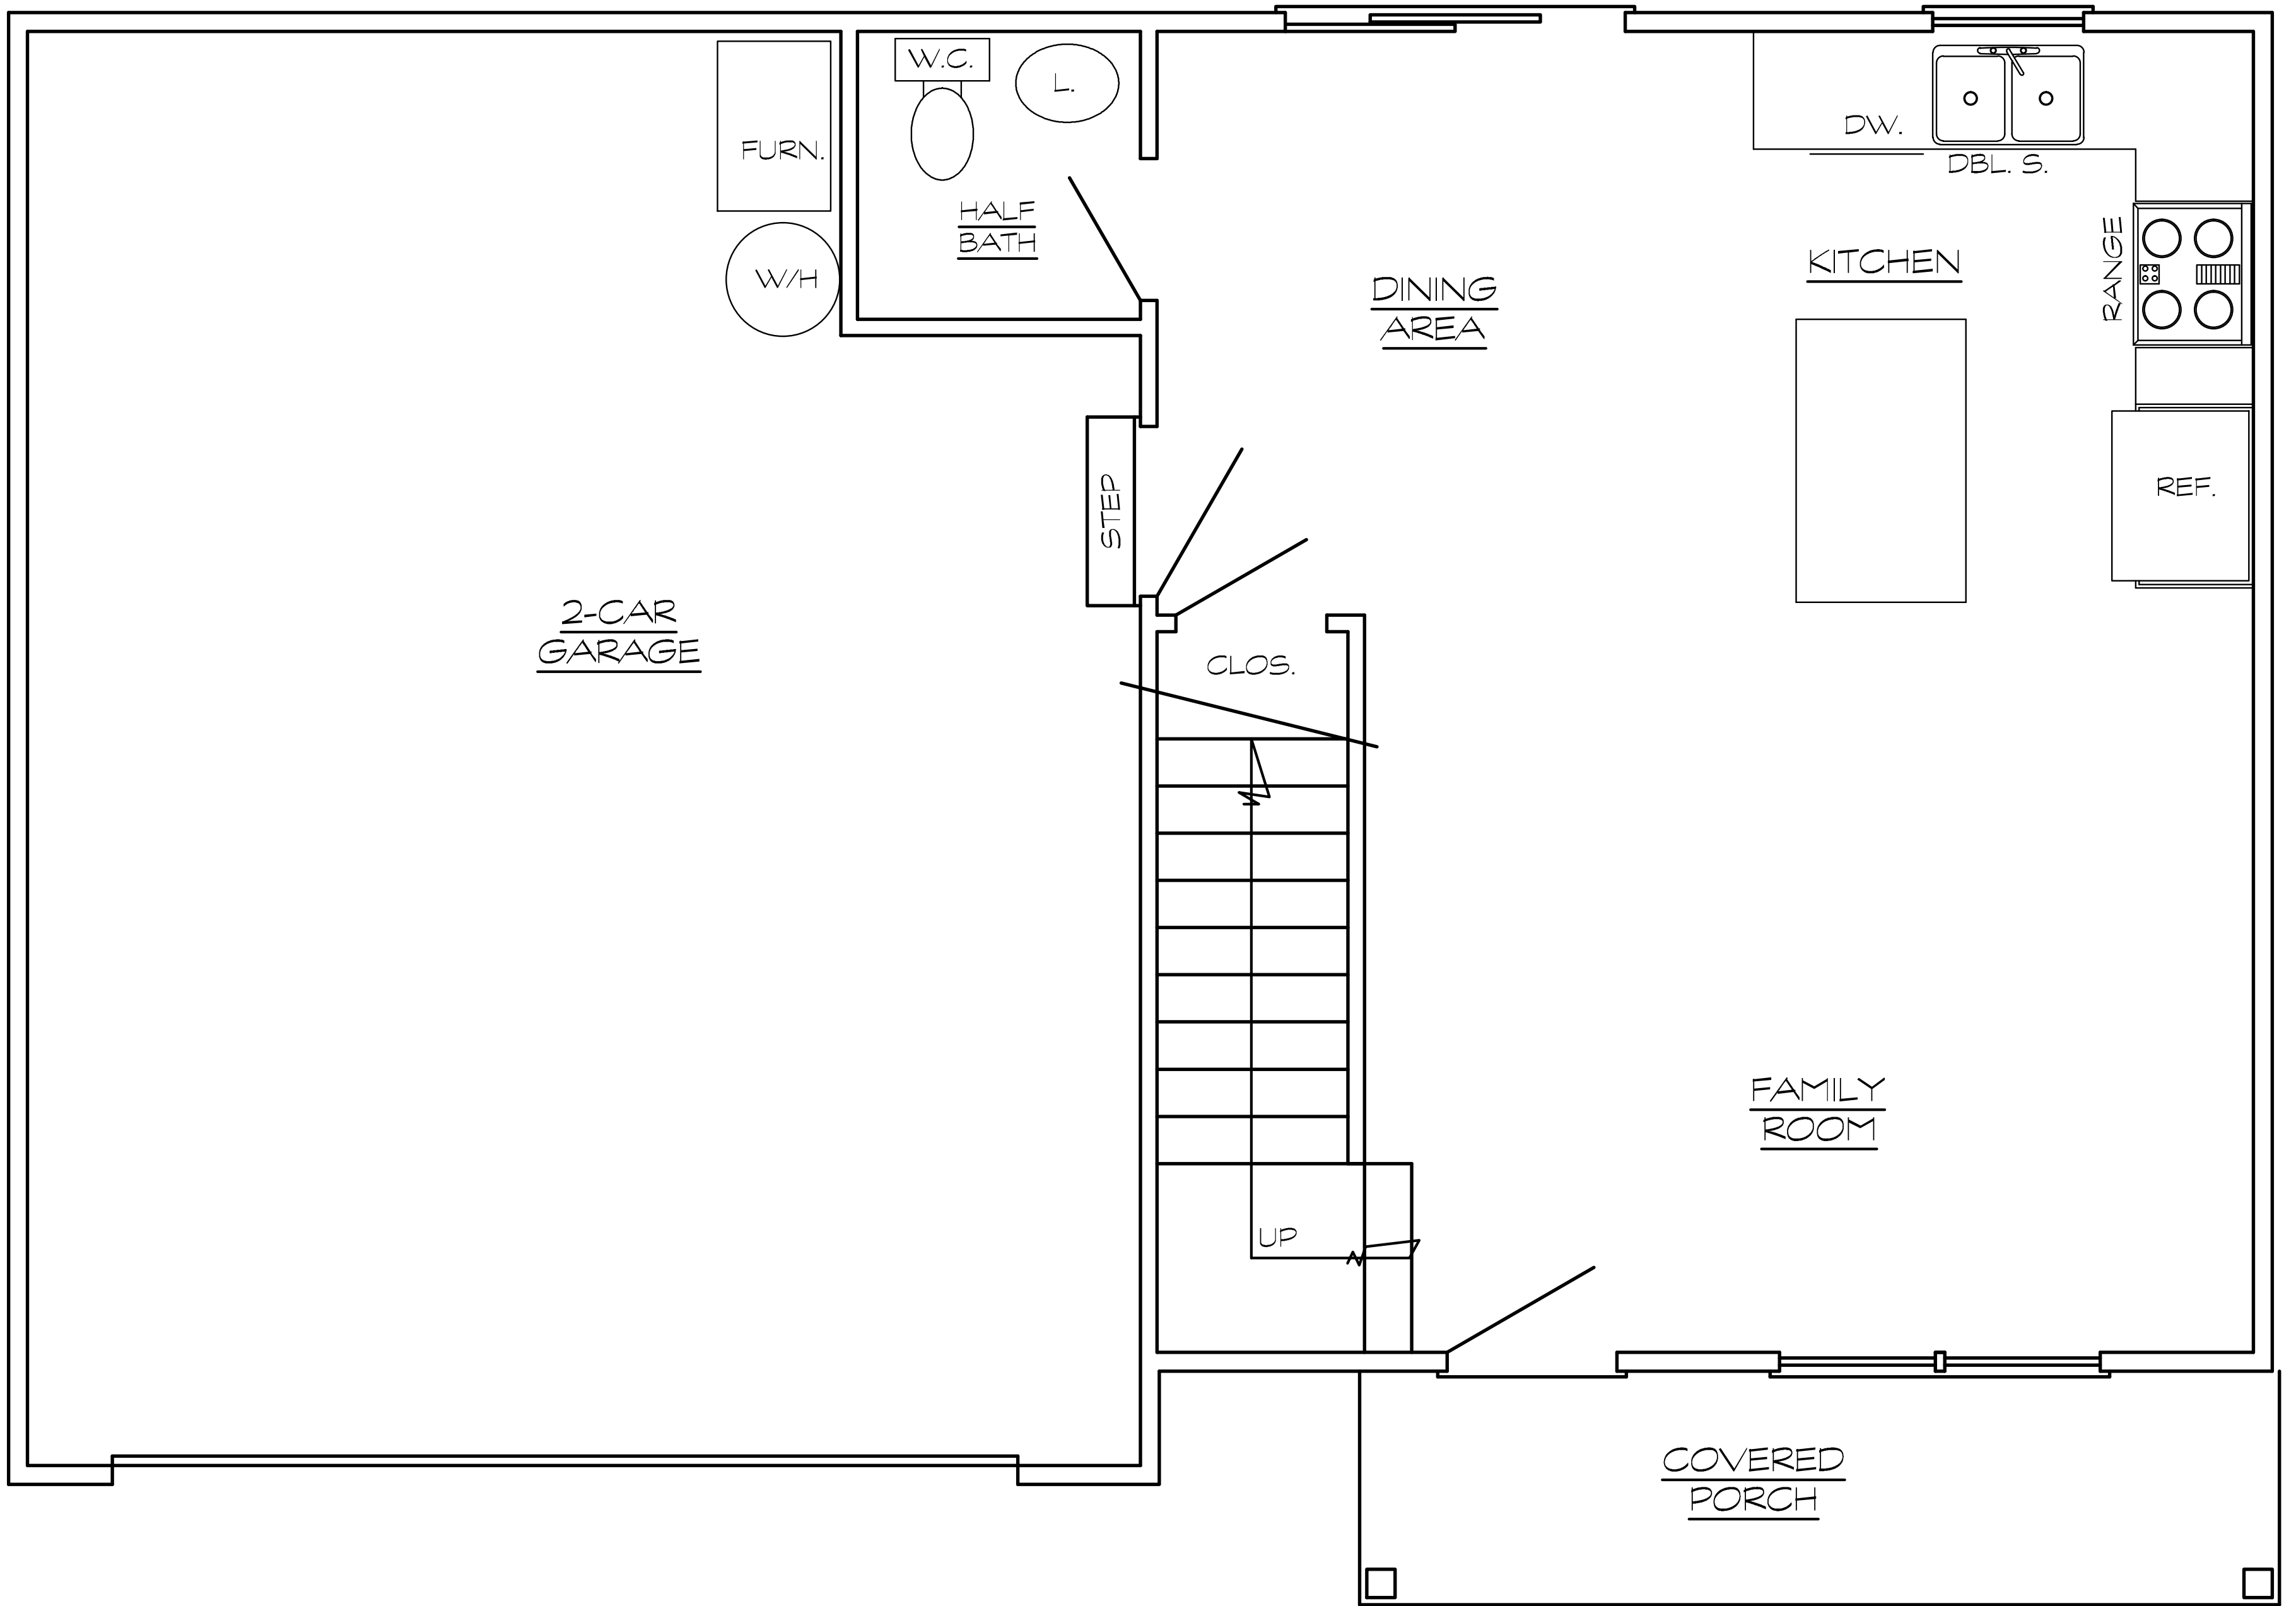 W.C.
L.
FURN.
W/H
HALF
BATH
DW.
DBL. S.
RANGE
KITCHEN
DINING
AREA
REF.
STEP
2-CAR
GARAGE
CLOS.
FAMILY
ROOM
UP
COVERED
PORCH